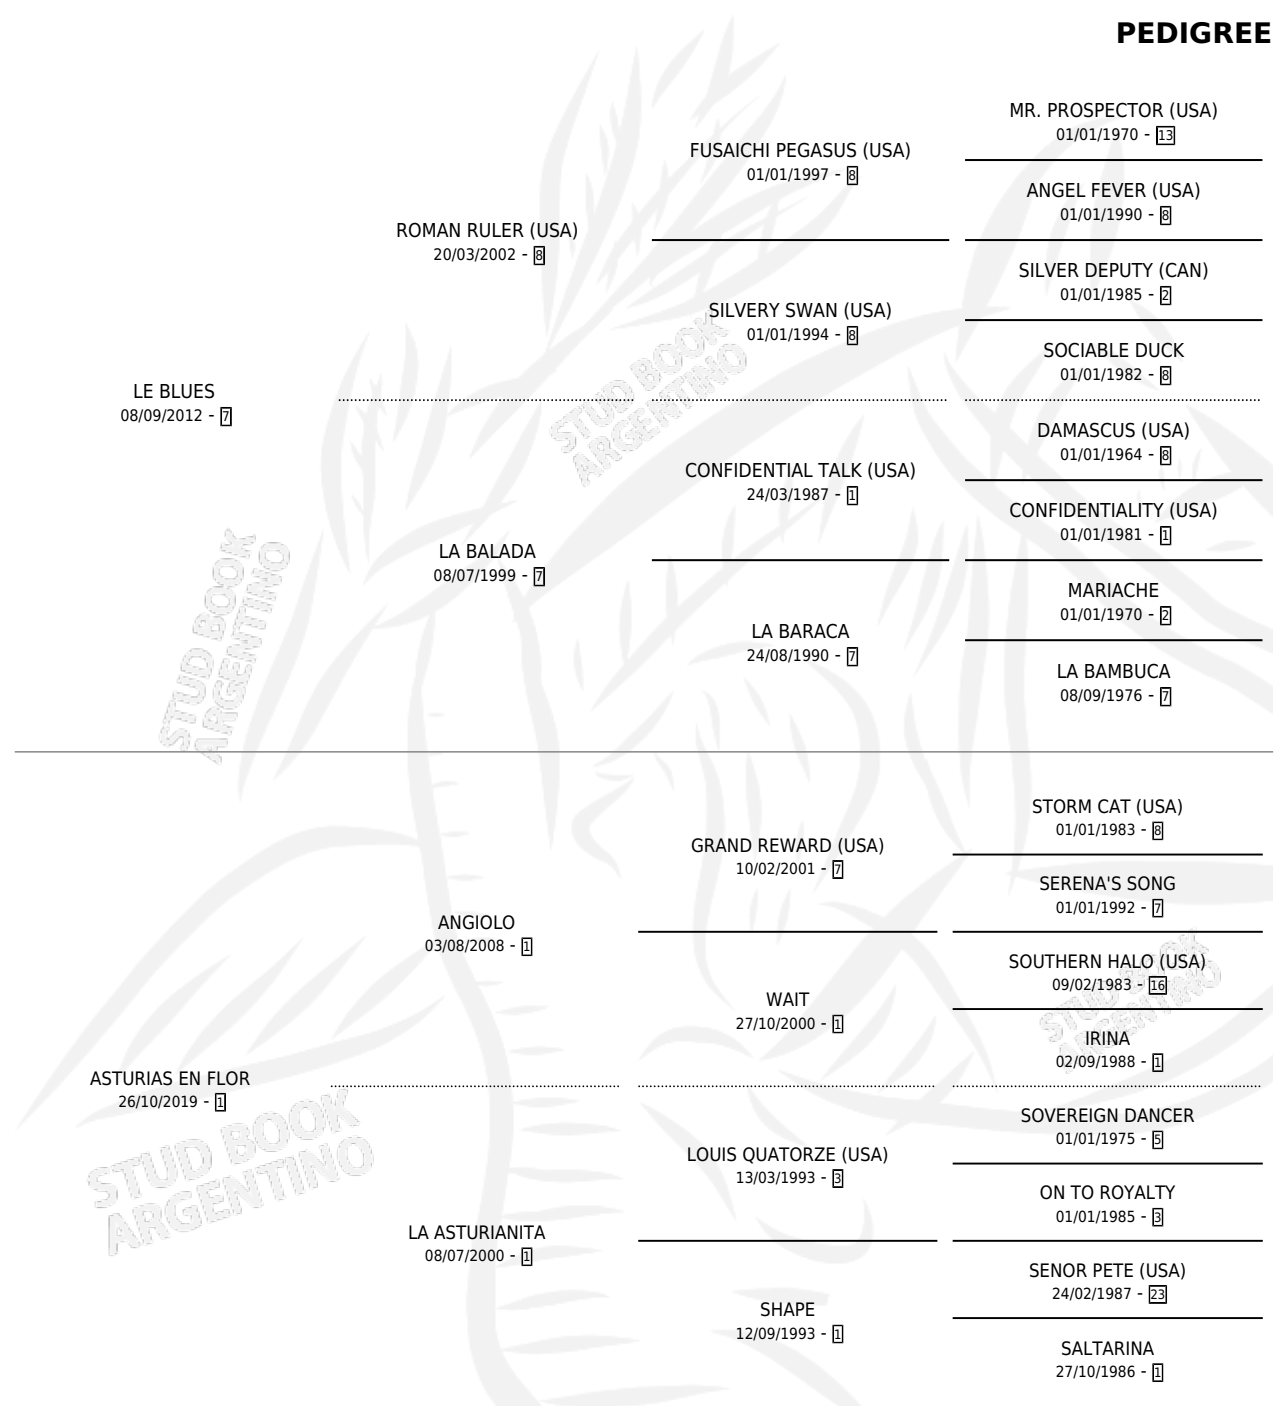 PEDIGREE
LE BLUES
08/09/2012 - 7
ROMAN RULER (USA)
20/03/2002 - 8
LA BALADA
08/07/1999 - 7
FUSAICHI PEGASUS (USA)
01/01/1997 - 8
SILVERY SWAN (USA)
01/01/1994 - 8
CONFIDENTIAL TALK (USA)
24/03/1987 - 1
LA BARACA
24/08/1990 - 7
MR. PROSPECTOR (USA)
01/01/1970 - 13
ANGEL FEVER (USA)
01/01/1990 - 8
SILVER DEPUTY (CAN)
01/01/1985 - 2
SOCIABLE DUCK
01/01/1982 - 8
DAMASCUS (USA)
01/01/1964 - 8
CONFIDENTIALITY (USA)
01/01/1981 - 1
MARIACHE
01/01/1970 - 2
LA BAMBUCA
08/09/1976 - 7
ASTURIAS EN FLOR
26/10/2019 - 1
ANGIOLO
03/08/2008 - 1
LA ASTURIANITA
08/07/2000 - 1
GRAND REWARD (USA)
10/02/2001 - 7
WAIT
27/10/2000 - 1
LOUIS QUATORZE (USA)
13/03/1993 - 3
SHAPE
12/09/1993 - 1
STORM CAT (USA)
01/01/1983 - 8
SERENA'S SONG
01/01/1992 - 7
SOUTHERN HALO (USA)
09/02/1983 - 16
IRINA
02/09/1988 - 1
SOVEREIGN DANCER
01/01/1975 - 5
ON TO ROYALTY
01/01/1985 - 3
SENOR PETE (USA)
24/02/1987 - 23
SALTARINA
27/10/1986 - 1
STUD BOOK
ARGENTINO
STUD BOOK
ARGENTINO
STUD BOOK
ARGENTINO
STUD BOOK
ARGENTINO